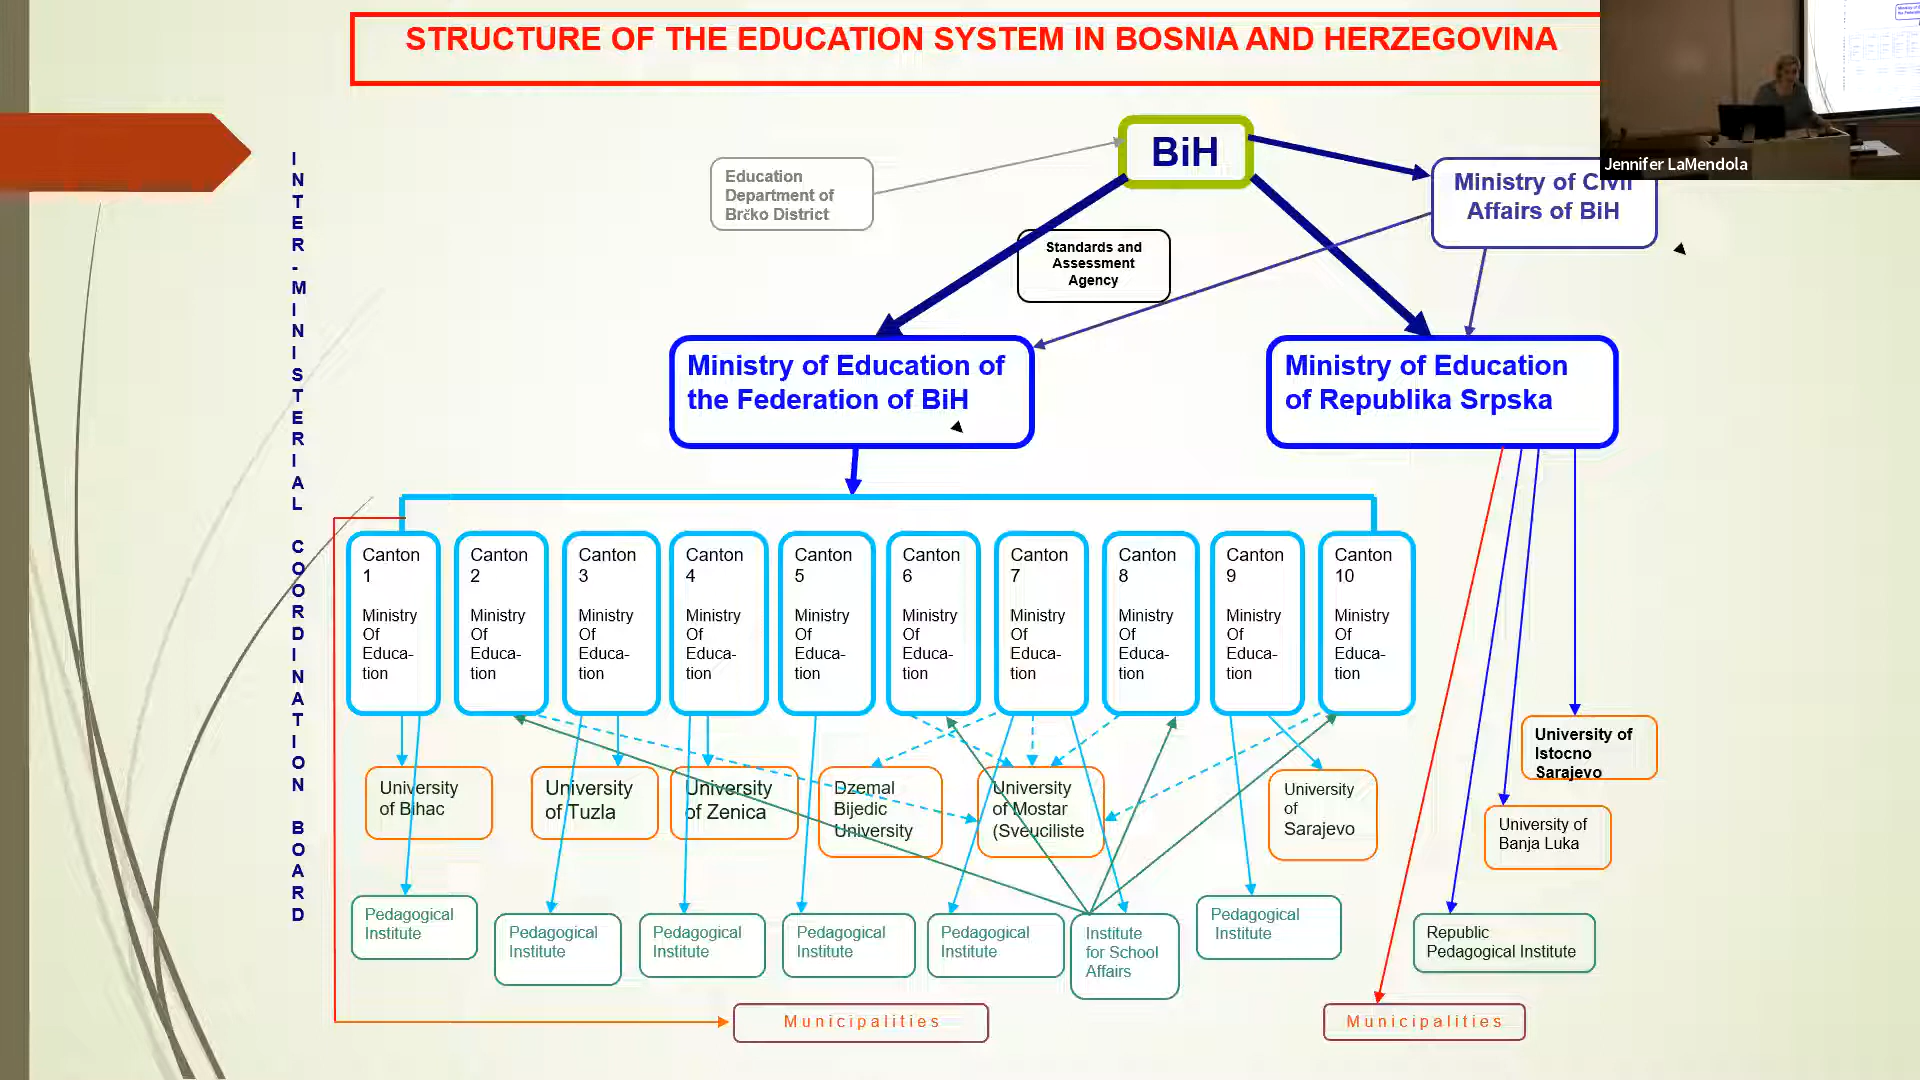 STRUCTURE OF THE EDUCATION SYSTEM IN BOSNIA AND HERZEGOVINA
Jennifer LaMendola
BiH
Education
Department of
Brčko District
Ministry of Civil
Affairs of BiH
Standards and
Assessment
Agency
INTER-MINISTERIAL COORDINATION BOARD
Ministry of Education of
the Federation of BiH
Ministry of Education
of Republika Srpska
Canton
1
Ministry
Of
Educa-
tion
Canton
2
Ministry
Of
Educa-
tion
Canton
3
Ministry
Of
Educa-
tion
Canton
4
Ministry
Of
Educa-
tion
Canton
5
Ministry
Of
Educa-
tion
Canton
6
Ministry
Of
Educa-
tion
Canton
7
Ministry
Of
Educa-
tion
Canton
8
Ministry
Of
Educa-
tion
Canton
9
Ministry
Of
Educa-
tion
Canton
10
Ministry
Of
Educa-
tion
University of
Istocno
Sarajevo
University
of Bihac
University
of Tuzla
University
of Zenica
Dzemal
Bijedic
University
University
of Mostar
(Sveuciliste
University
of
Sarajevo
University of
Banja Luka
Pedagogical
Institute
Pedagogical
Institute
Pedagogical
Institute
Pedagogical
Institute
Pedagogical
Institute
Institute
for School
Affairs
Pedagogical
Institute
Republic
Pedagogical Institute
Municipalities
Municipalities